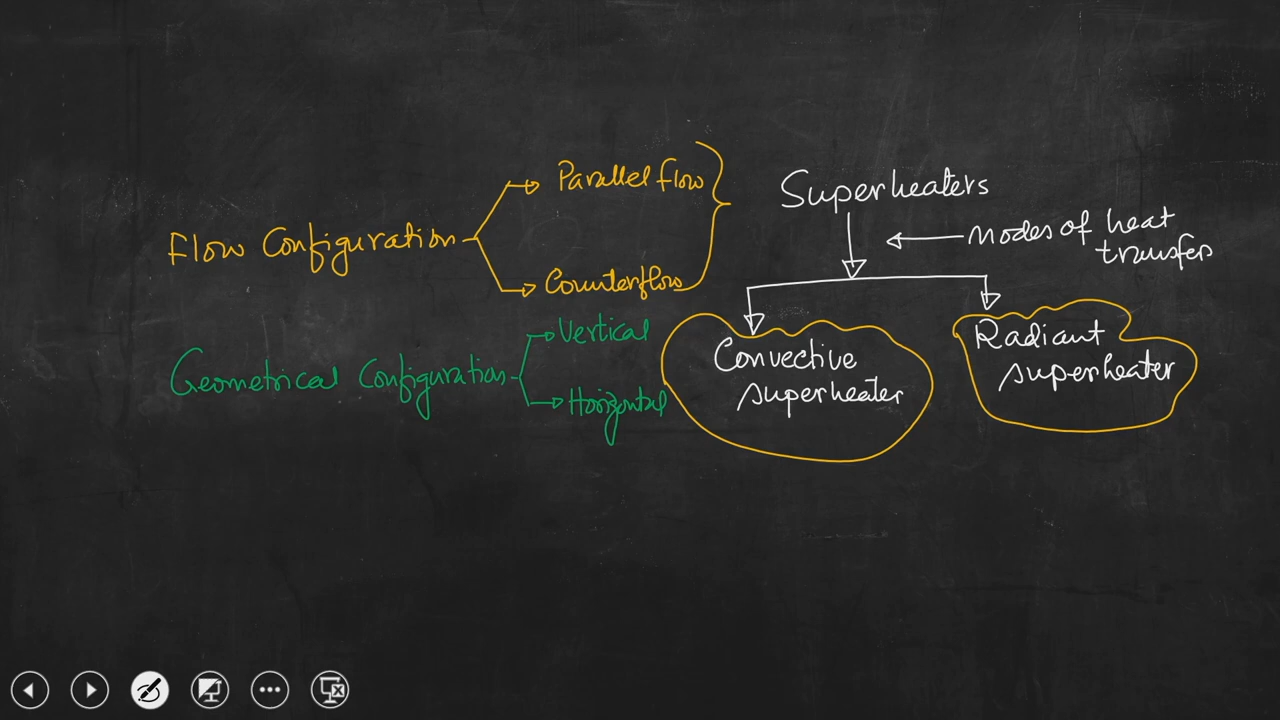 Parallel flow
Flow Configuration
Counterflow
Geometrical Configuration
Vertical
Horizontal
Superheaters
modes of heat
transfer
Convective
superheater
Radiant
superheater